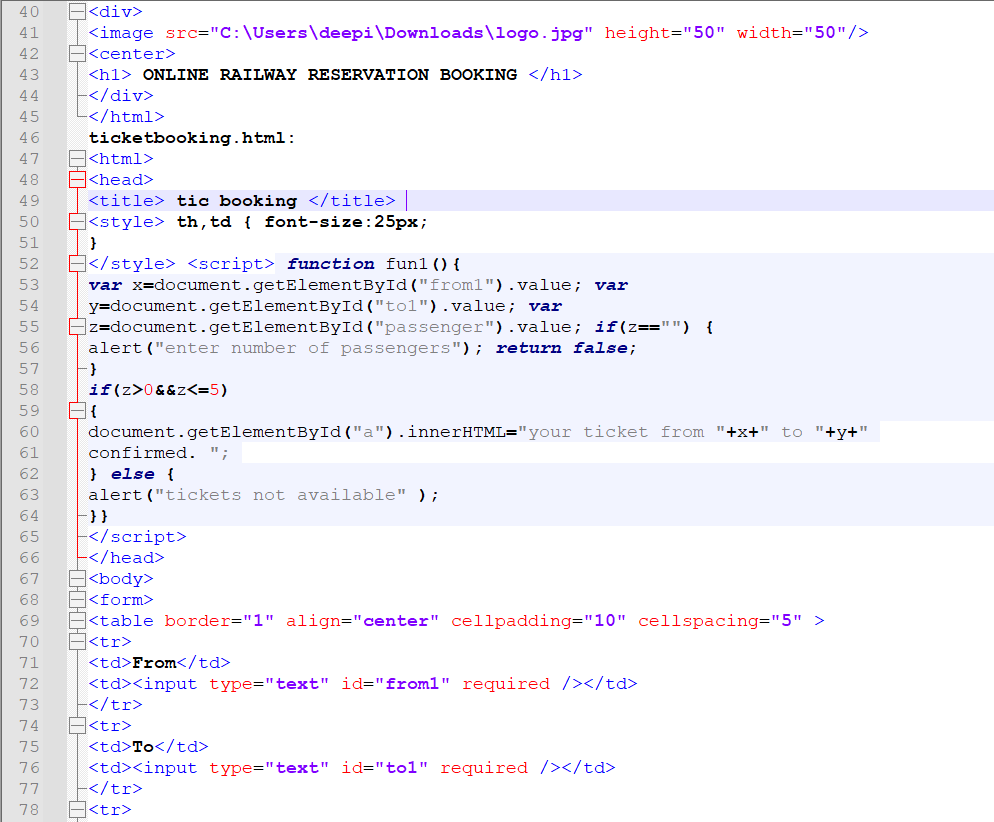 40 <div>
41 <image src="C:\Users\deepi\Downloads\logo.jpg" height="50" width="50"/>
42 <center>
43 <h1> ONLINE RAILWAY RESERVATION BOOKING </h1>
44 </div>
45 </html>
46 ticketbooking.html:
47 <html>
48 <head>
49 <title> tic booking </title>
50 <style> th,td { font-size:25px;
51 }
52 </style> <script> function fun1(){
53 var x=document.getElementById("from1").value; var
54 y=document.getElementById("to1").value; var
55 z=document.getElementById("passenger").value; if(z=="") {
56 alert("enter number of passengers"); return false;
57 }
58 if(z>0&&z<=5)
59 {
60 document.getElementById("a").innerHTML="your ticket from "+x+" to "+y+"
61 confirmed. ";
62 } else {
63 alert("tickets not available" );
64 }}
65 </script>
66 </head>
67 <body>
68 <form>
69 <table border="1" align="center" cellpadding="10" cellspacing="5" >
70 <tr>
71 <td>From</td>
72 <td><input type="text" id="from1" required /></td>
73 </tr>
74 <tr>
75 <td>To</td>
76 <td><input type="text" id="to1" required /></td>
77 </tr>
78 <tr>